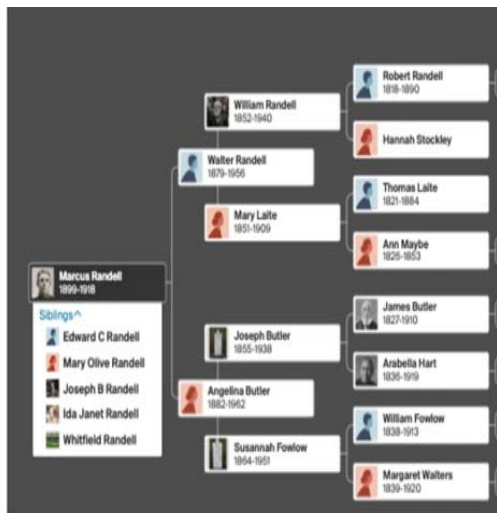 Robert Randell
1818-1890
William Randell
1852-1940
Hannah Stockley
Walter Randell
1879-1956
Thomas Laite
1821-1884
Mary Laite
1851-1909
Ann Maybe
1826-1853
Marcus Randell
1899-1918
Siblings^
Edward C Randell
Mary Olive Randell
Joseph B Randell
Ida Janet Randell
Whitfield Randell
James Butler
1827-1910
Joseph Butler
1855-1938
Arabella Hart
1836-1919
Angelina Butler
1882-1962
William Fowlow
1838-1913
Susannah Fowlow
1864-1951
Margaret Walters
1839-1920